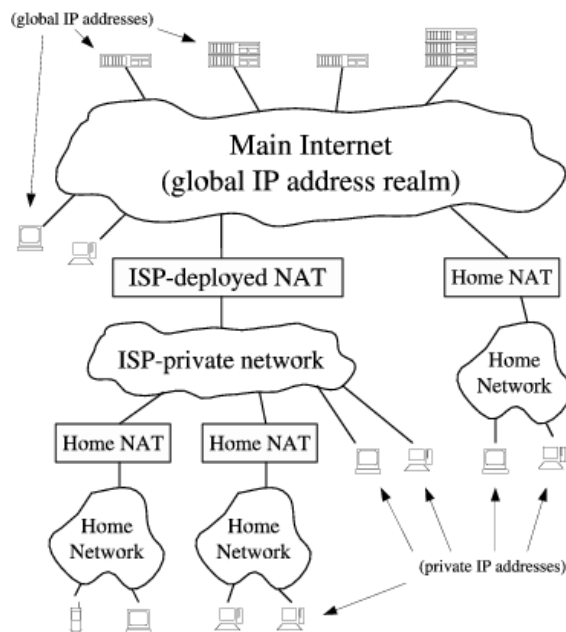 (global IP addresses)
Main Internet
(global IP address realm)
ISP-deployed NAT
Home NAT
ISP-private network
Home
Network
Home NAT
Home NAT
Home
Network
Home
Network
(private IP addresses)